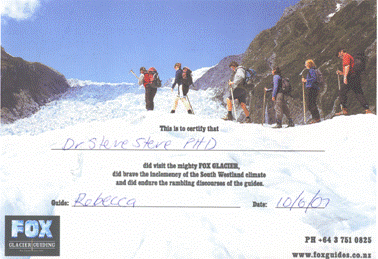 This is to certify that
Dr Steve Steve PHD
did visit the mighty FOX GLACIER,
did brave the inclemency of the South Westland climate
and did endure the rambling discourses of the guides.
Guide: Rebecca Date: 10/6/07
FOX
GLACIER GUIDING
PH +64 3 751 0825
www.foxguides.co.nz